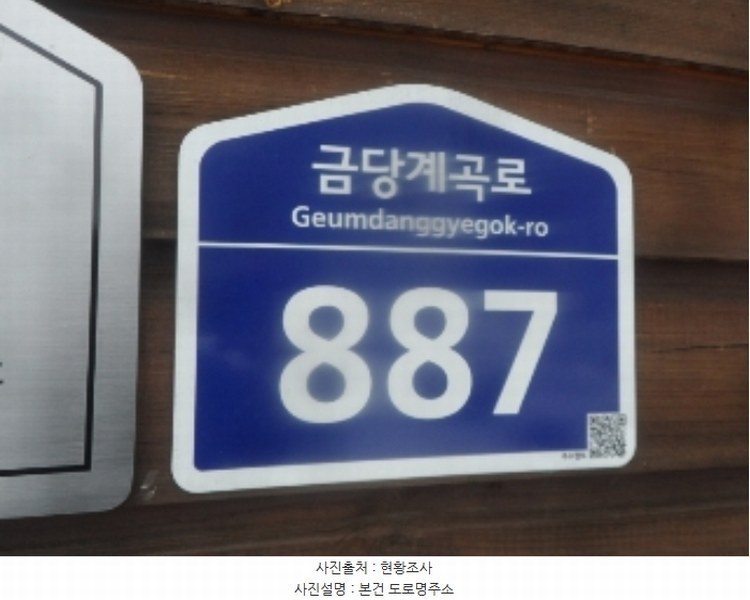 금당계곡로
Geumdanggyegok-ro
887
사진출처 : 현황조사
사진설명 : 본건 도로명주소